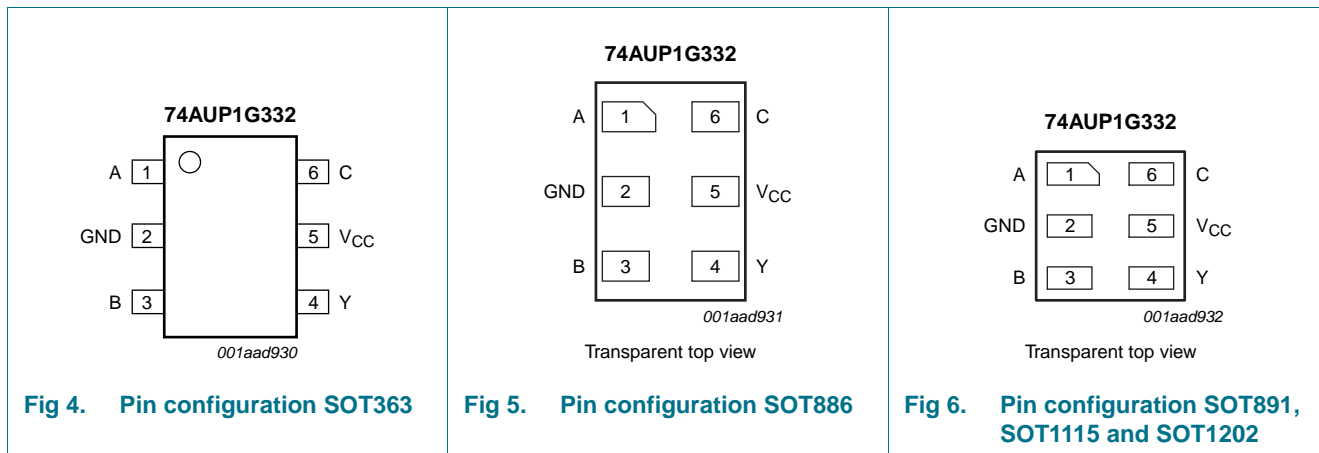 74AUP1G332
A 1 6 C
GND 2 5 VCC
B 3 4 Y
001aad930
Fig 4. Pin configuration SOT363
74AUP1G332
A 1 6 C
GND 2 5 VCC
B 3 4 Y
001aad931
Transparent top view
Fig 5. Pin configuration SOT886
74AUP1G332
A 1 6 C
GND 2 5 VCC
B 3 4 Y
001aad932
Transparent top view
Fig 6. Pin configuration SOT891,
SOT1115 and SOT1202